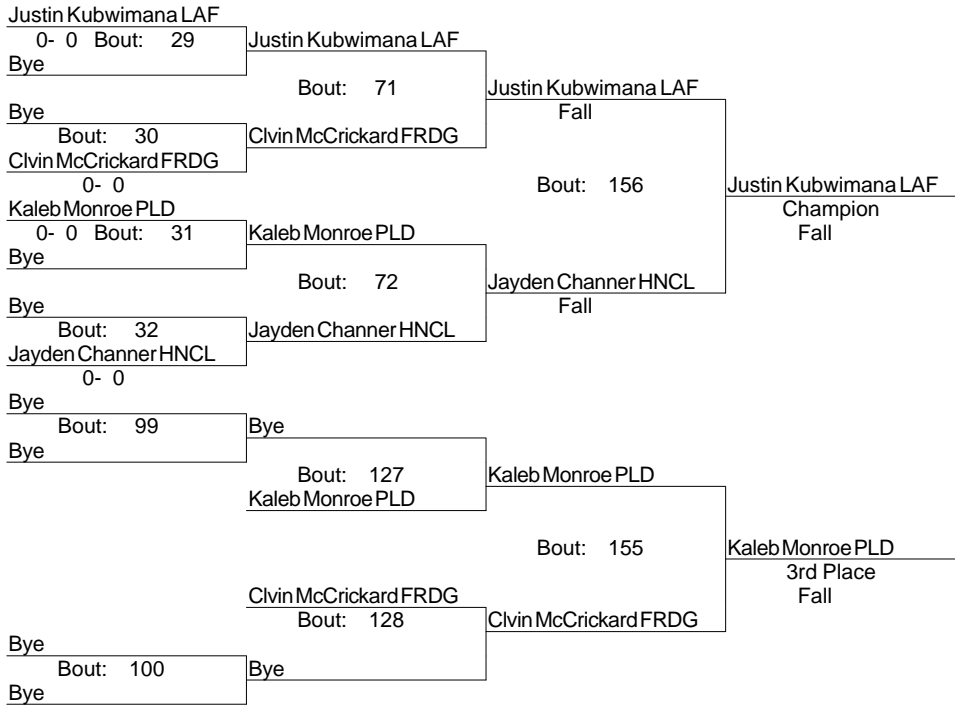 Justin Kubwimana LAF
0- 0 Bout: 29
Justin Kubwimana LAF
Bye
Bout: 71
Justin Kubwimana LAF
Bye
Fall
Bout: 30
Clvin McCrickard FRDG
Clvin McCrickard FRDG
0- 0
Bout: 156
Justin Kubwimana LAF
Kaleb Monroe PLD
Champion
0- 0 Bout: 31
Kaleb Monroe PLD
Fall
Bye
Bout: 72
Jayden Channer HNCL
Bye
Fall
Bout: 32
Jayden Channer HNCL
Jayden Channer HNCL
0- 0
Bye
Bout: 99
Bye
Bye
Bout: 127
Kaleb Monroe PLD
Kaleb Monroe PLD
Bout: 155
Kaleb Monroe PLD
3rd Place
Clvin McCrickard FRDG
Fall
Bout: 128
Clvin McCrickard FRDG
Bye
Bout: 100
Bye
Bye